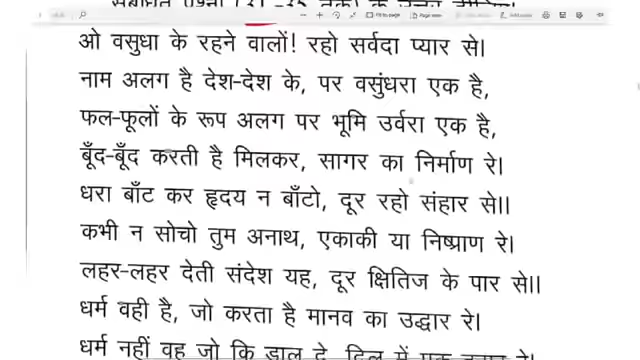 ओ वसुधा के रहने वालों! रहो सर्वदा प्यार से।
नाम अलग है देश-देश के, पर वसुंधरा एक है,
फल-फूलों के रूप अलग पर भूमि उर्वरा एक है,
बूँद-बूँद करती है मिलकर, सागर का निर्माण रे।
धरा बाँट कर हृदय न बाँटो, दूर रहो संहार से॥
कभी न सोचो तुम अनाथ, एकाकी या निष्प्राण रे।
लहर-लहर देती संदेश यह, दूर क्षितिज के पार से॥
धर्म वही है, जो करता है मानव का उद्धार रे।
धर्म नहीं वह जो कि डाल दे, दिल में एक